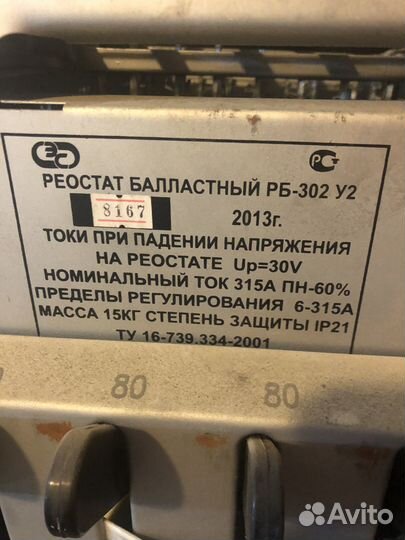 РЕОСТАТ БАЛЛАСТНЫЙ РБ-302 У2
8167 2013г.
ТОКИ ПРИ ПАДЕНИИ НАПРЯЖЕНИЯ
НА РЕОСТАТЕ Up=30V
НОМИНАЛЬНЫЙ ТОК 315А ПН-60%
ПРЕДЕЛЫ РЕГУЛИРОВАНИЯ 6-315А
МАССА 15КГ СТЕПЕНЬ ЗАЩИТЫ IP21
ТУ 16-739.334-2001
80 80
Avito